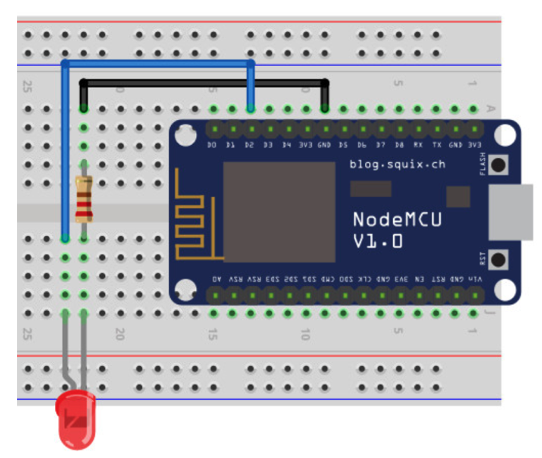 25
20
5
1
A
D0 D1 D2 D3 D4 3V3 GND D5 D6 D7 D8 RX TX GND 3V3
blog.squix.ch
FLASH
NodeMCU
V1.0
RST
A0 RSV RSV SD3 SD2 SD1 CMD SD0 CLK GND 3V3 EN RST GND Vin
25
20
15
10
5
1
J